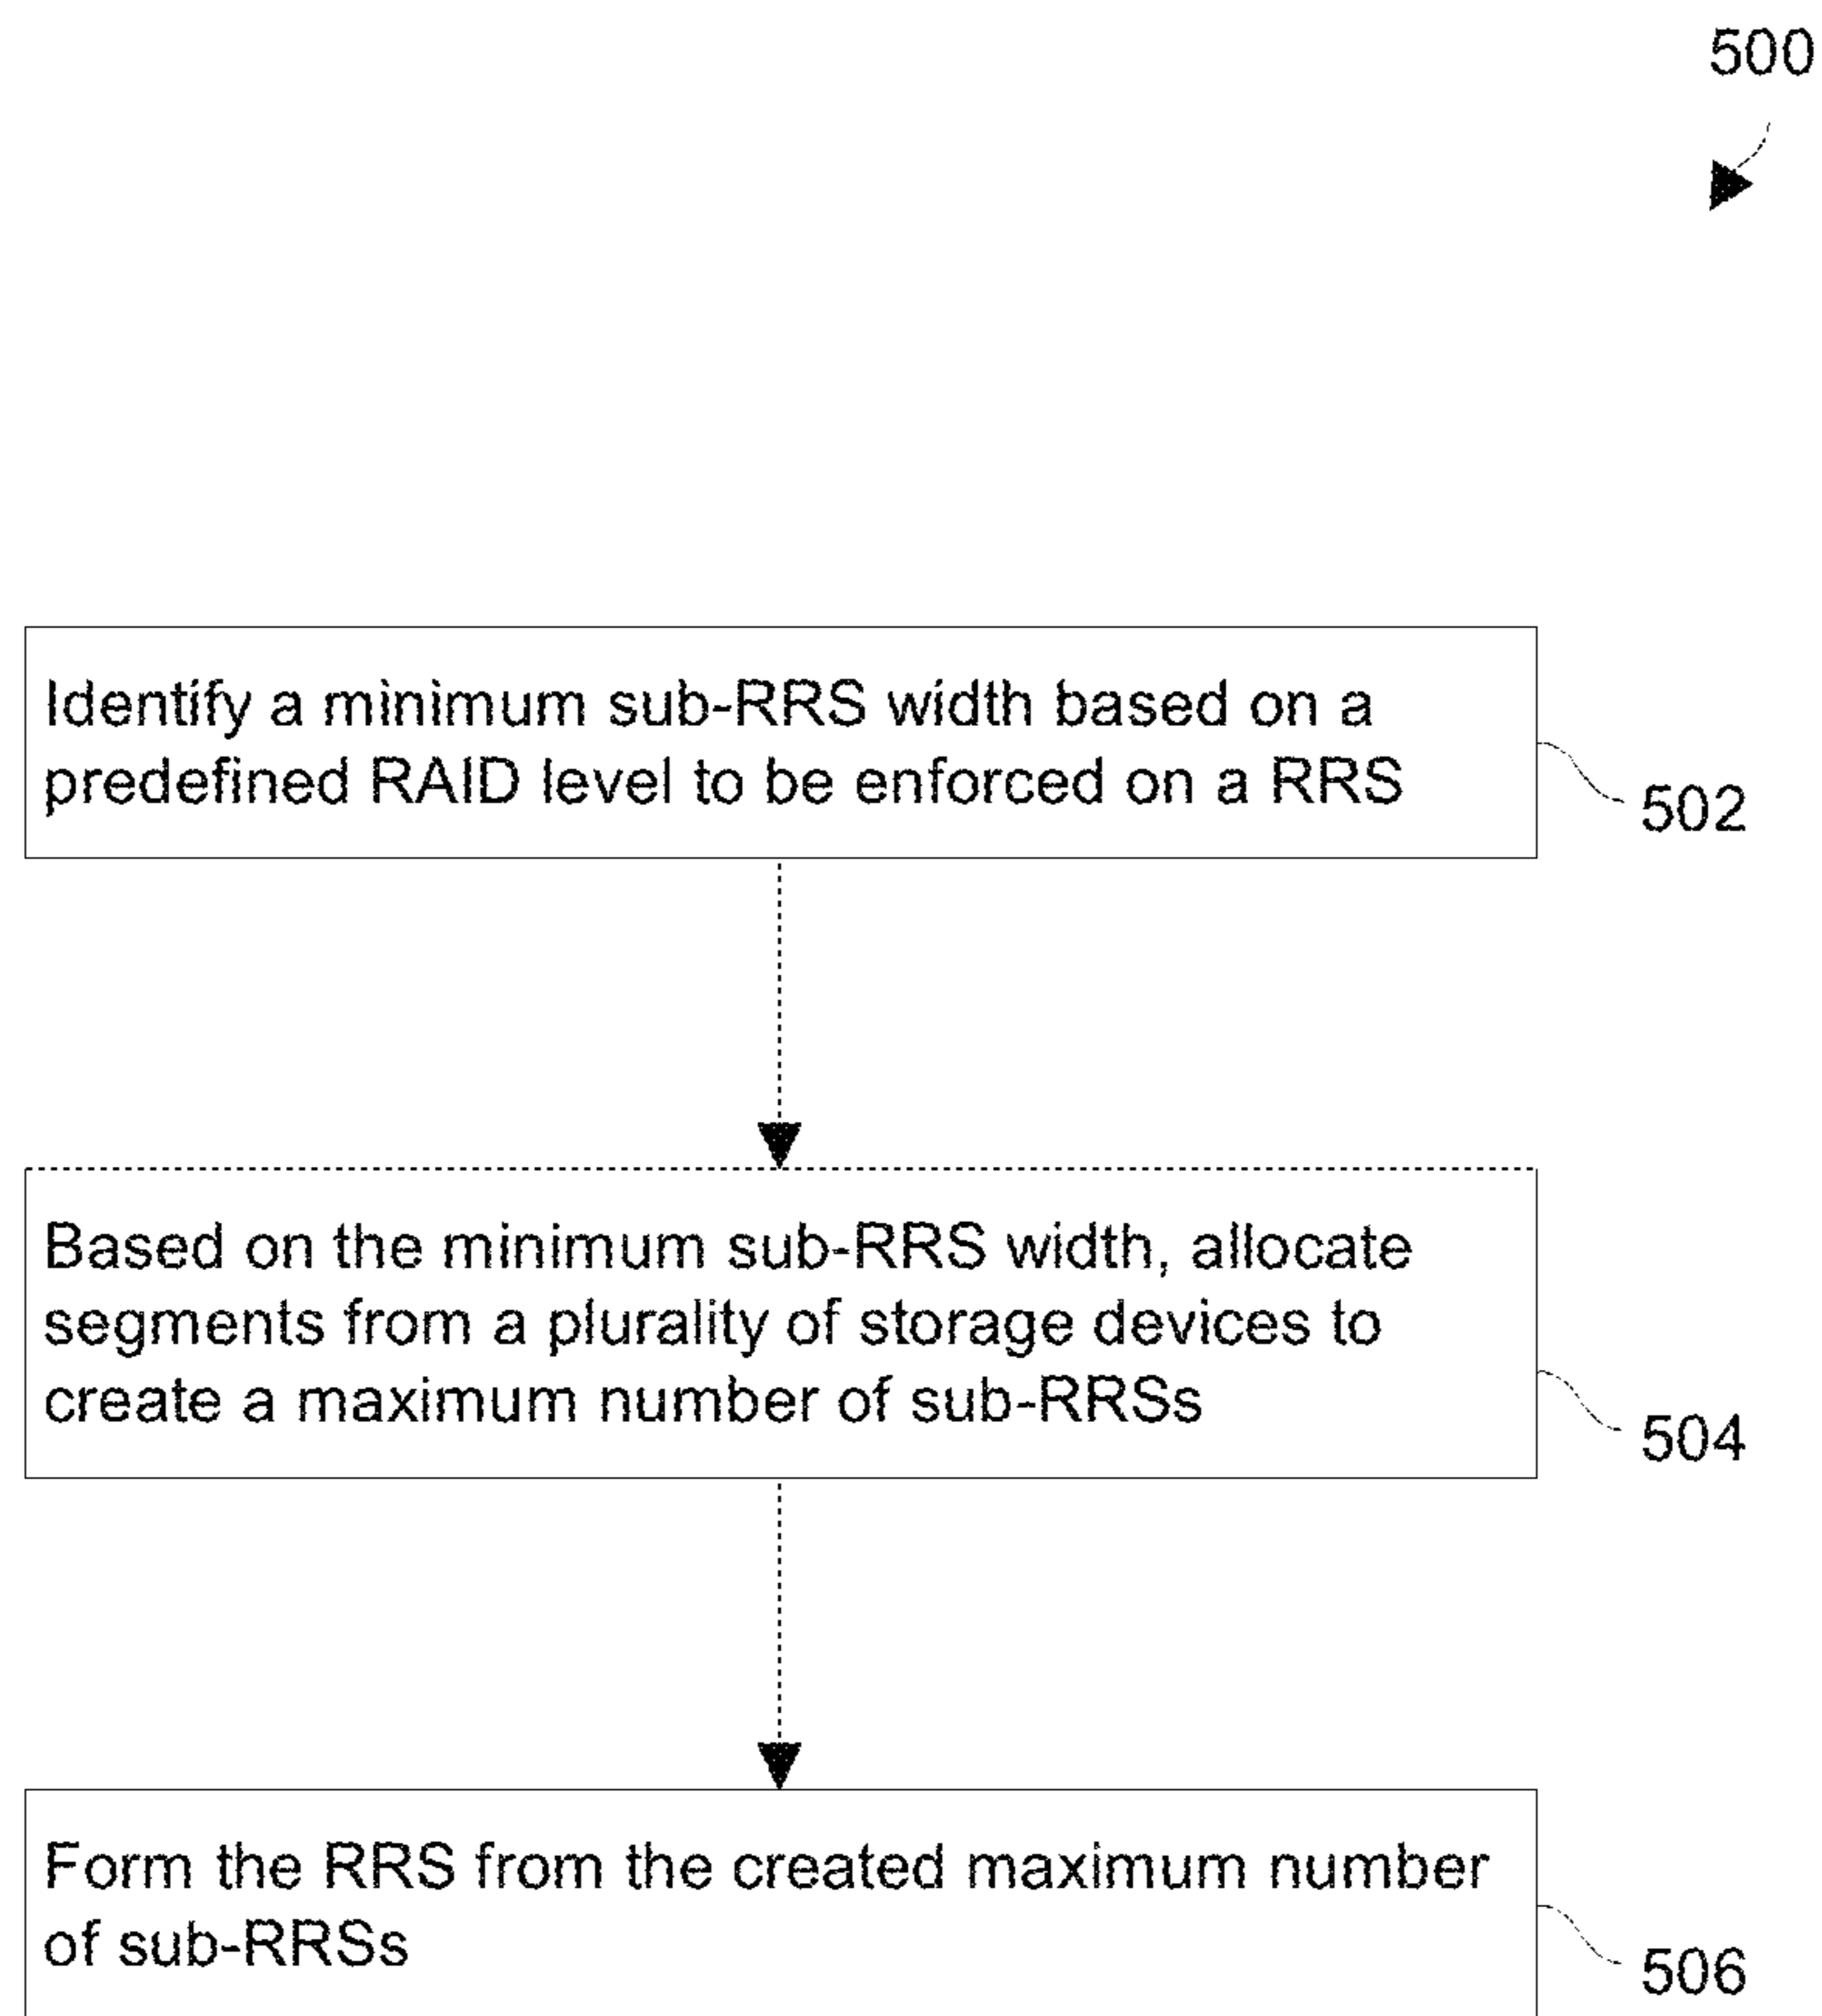 500
Identify a minimum sub-RRS width based on a
predefined RAID level to be enforced on a RRS
502
Based on the minimum sub-RRS width, allocate
segments from a plurality of storage devices to
create a maximum number of sub-RRSs
504
Form the RRS from the created maximum number
of sub-RRSs
506